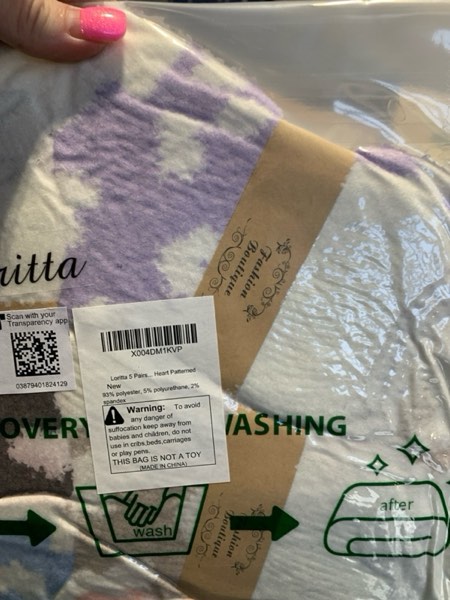 ritta
Scan with your
Transparency app
03879401824129
X004DM1KVP
Loritta 5 Pairs... Heart Patterned
New
93% polyester, 5% polyurethane, 2%
spandex
Warning: To avoid
any danger of
suffocation keep away from
babies and children, do not
use in cribs,beds,carriages
or play pens.
THIS BAG IS NOT A TOY
(MADE IN CHINA)
Fashion
Boutique
OVERY WASHING
wash
after
Fashion
Boutique